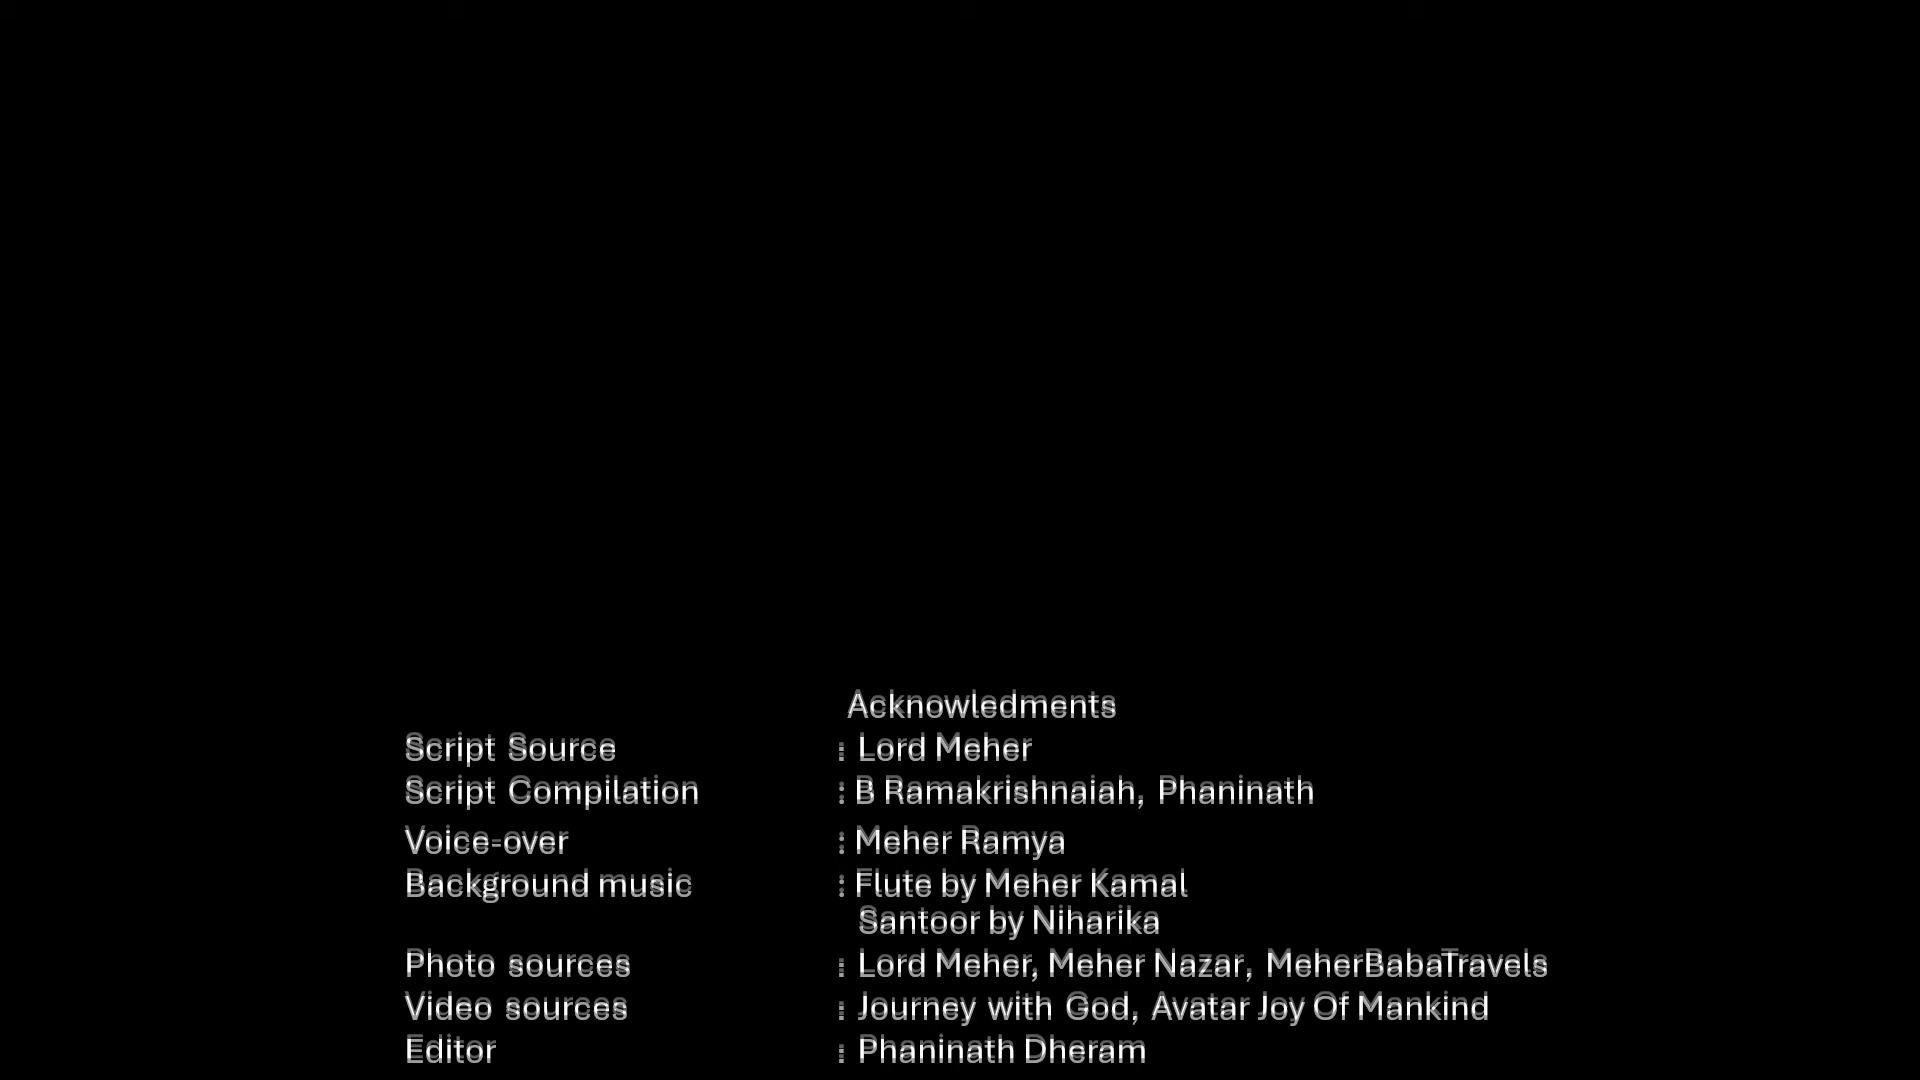 Acknowledments
Script Source : Lord Meher
Script Compilation : B Ramakrishnaiah, Phaninath
Voice-over : Meher Ramya
Background music : Flute by Meher Kamal
Santoor by Niharika
Photo sources : Lord Meher, Meher Nazar, MeherBabaTravels
Video sources : Journey with God, Avatar Joy Of Mankind
Editor : Phaninath Dheram